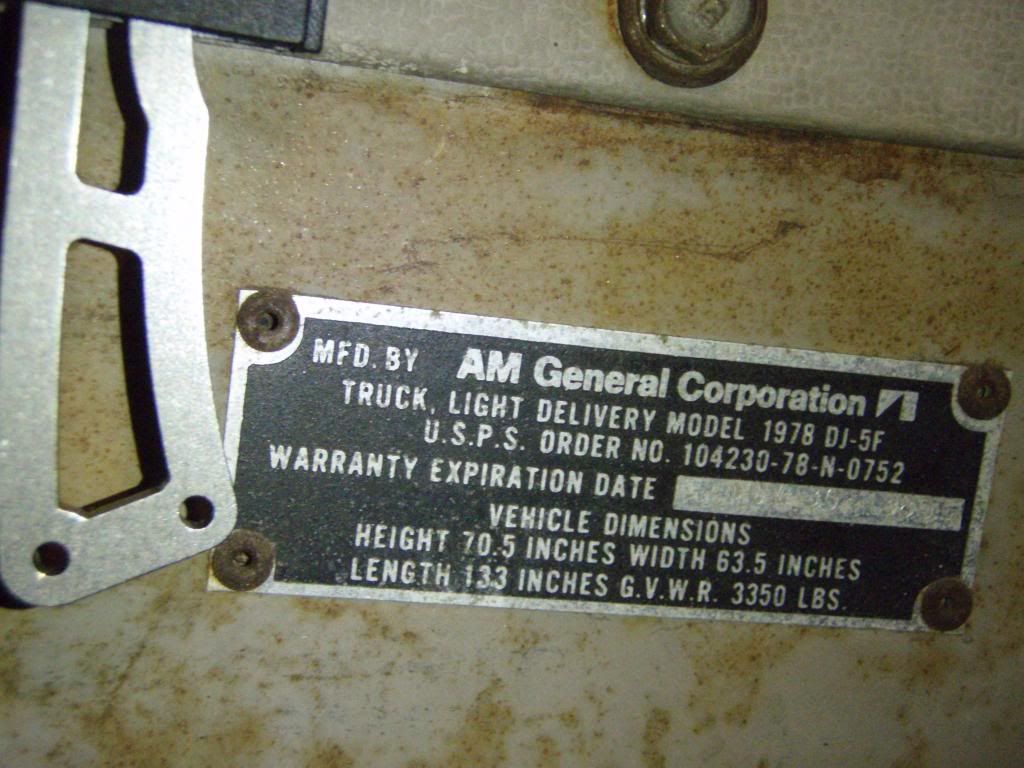 MFD. BY AM General Corporation
TRUCK, LIGHT DELIVERY MODEL 1978 DJ-5F
U.S.P.S. ORDER NO. 104230-78-N-0752
WARRANTY EXPIRATION DATE
VEHICLE DIMENSIONS
HEIGHT 70.5 INCHES WIDTH 63.5 INCHES
LENGTH 133 INCHES G.V.W.R. 3350 LBS.